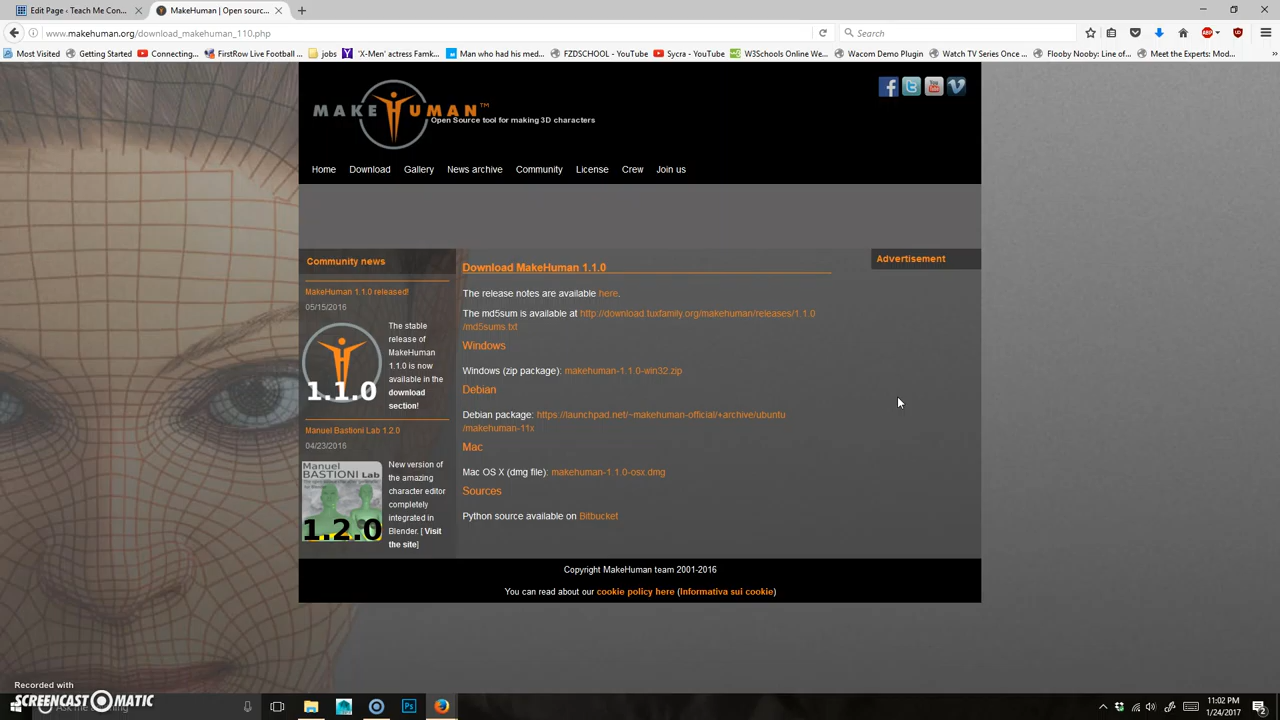 Edit Page ‹ Teach Me Con...
MakeHuman | Open sourc...
www.makehuman.org/download_makehuman_110.php
Search
Most Visited
Getting Started
Connecting...
FirstRow Live Football ...
jobs
'X-Men' actress Famk...
Man who had his med...
FZDSCHOOL - YouTube
Sycra - YouTube
W3Schools Online We...
Wacom Demo Plugin
Watch TV Series Once ...
Flooby Nooby: Line of...
Meet the Experts: Mod...
MAKEHUMAN™
Open Source tool for making 3D characters
Home Download Gallery News archive Community License Crew Join us
Community news
MakeHuman 1.1.0 released!
05/15/2016
1.1.0
The stable
release of
MakeHuman
1.1.0 is now
available in the
download
section!
Manuel Bastioni Lab 1.2.0
04/23/2016
Manuel
BASTIONI Lab
1.2.0
New version of
the amazing
character editor
completely
integrated in
Blender. [ Visit
the site]
Download MakeHuman 1.1.0
The release notes are available here.
The md5sum is available at http://download.tuxfamily.org/makehuman/releases/1.1.0
/md5sums.txt
Windows
Windows (zip package): makehuman-1.1.0-win32.zip
Debian
Debian package: https://launchpad.net/~makehuman-official/+archive/ubuntu
/makehuman-11x
Mac
Mac OS X (dmg file): makehuman-1.1.0-osx.dmg
Sources
Python source available on Bitbucket
Advertisement
Copyright MakeHuman team 2001-2016
You can read about our cookie policy here (Informativa sui cookie)
Recorded with
SCREENCAST-O-MATIC
Ps
11:02 PM
1/24/2017
2